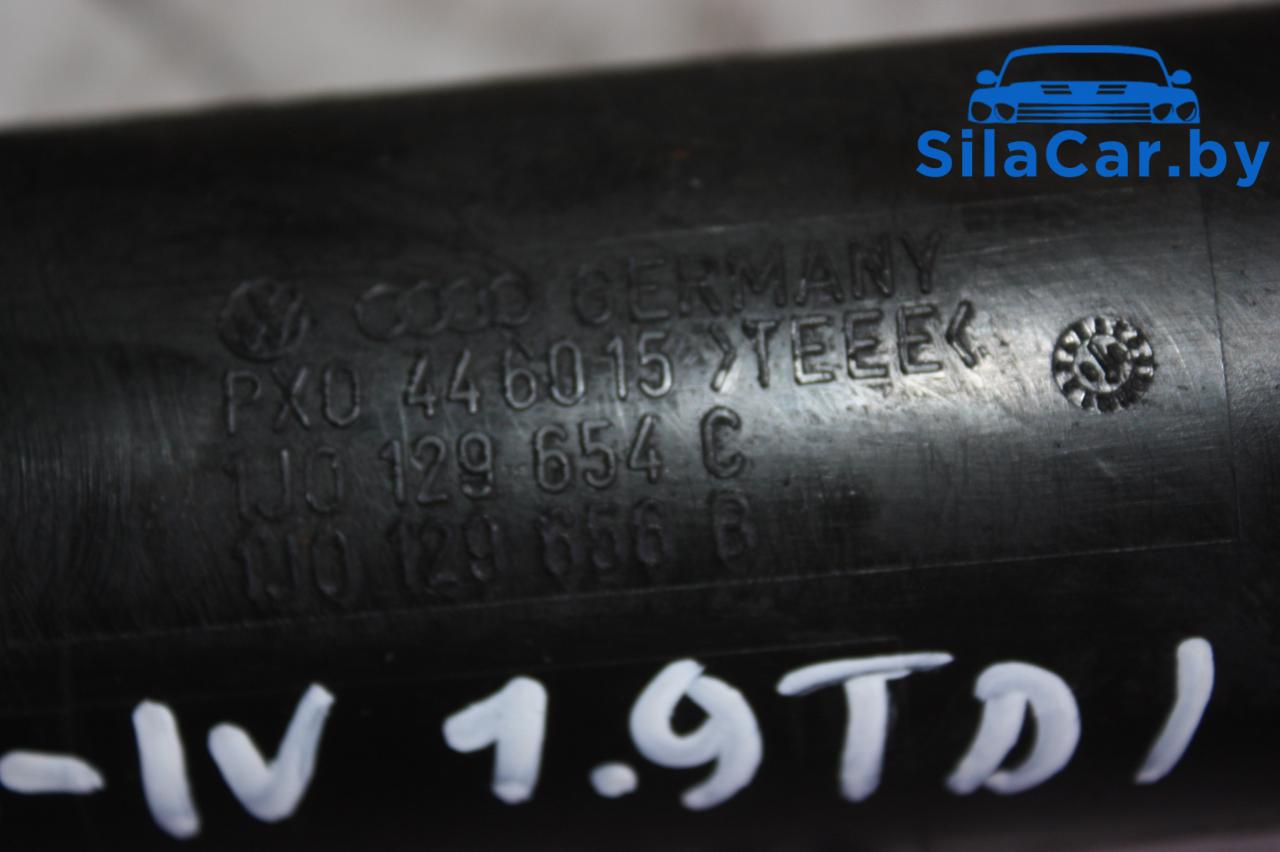 SilaCar.by
GERMANY
PX0 446015 >TEEE<
1J0 129 654 C
1J0 129 656 B
-IV 1.9TDI